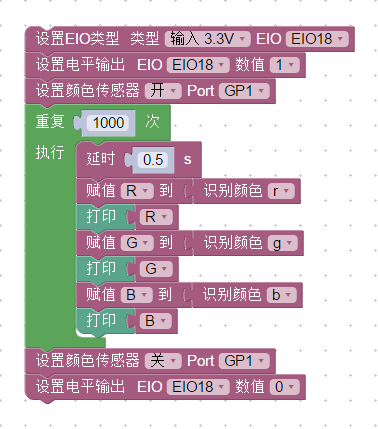 设置EIO类型 类型 输入 3.3V EIO EIO18
设置电平输出 EIO EIO18 数值 1
设置颜色传感器 开 Port GP1
重复 1000 次
执行 延时 0.5 s
赋值 R 到 识别颜色 r
打印 R
赋值 G 到 识别颜色 g
打印 G
赋值 B 到 识别颜色 b
打印 B
设置颜色传感器 关 Port GP1
设置电平输出 EIO EIO18 数值 0